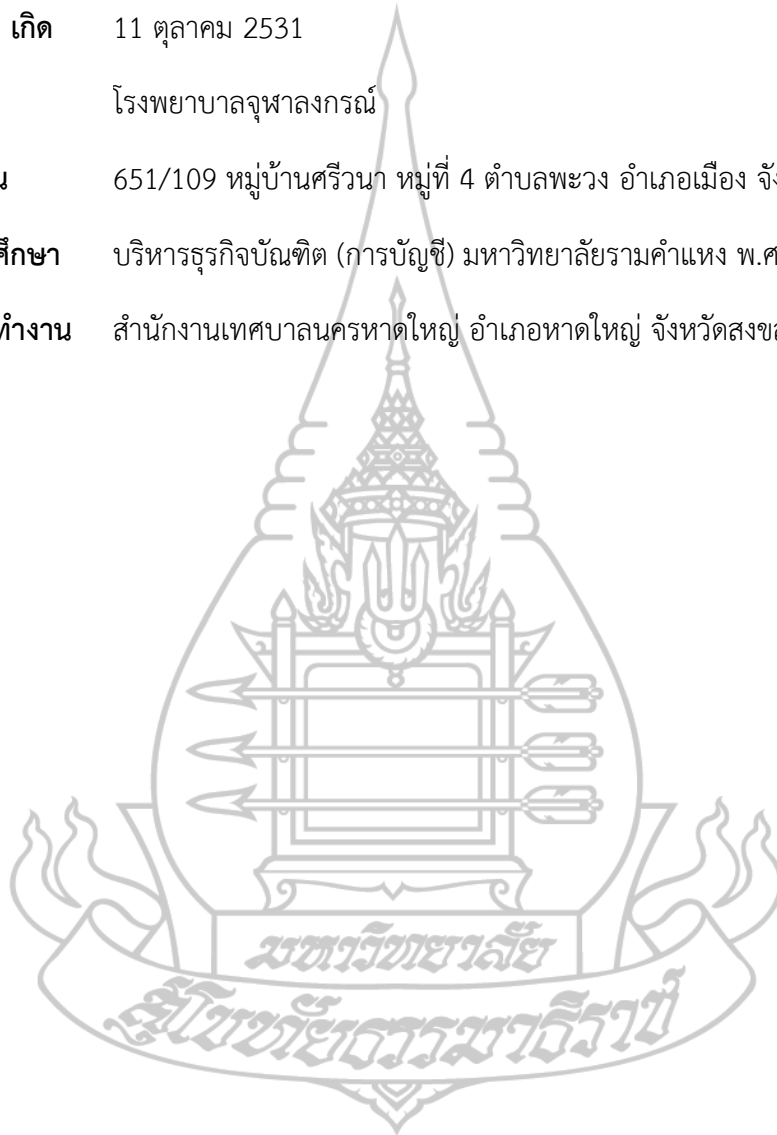 เกิด 11 ตุลาคม 2531
โรงพยาบาลจุฬาลงกรณ์
651/109 หมู่บ้านศรีวนา หมู่ที่ 4 ตำบลพะวง อำเภอเมือง
บริหารธุรกิจบัณฑิต (การบัญชี) มหาวิทยาลัยรามคำแหง
สำนักงานเทศบาลนครหาดใหญ่ อำเภอหาดใหญ่ จังหวัด
มหาวิทยาลัย
สุโขทัยธรรมาธิราช